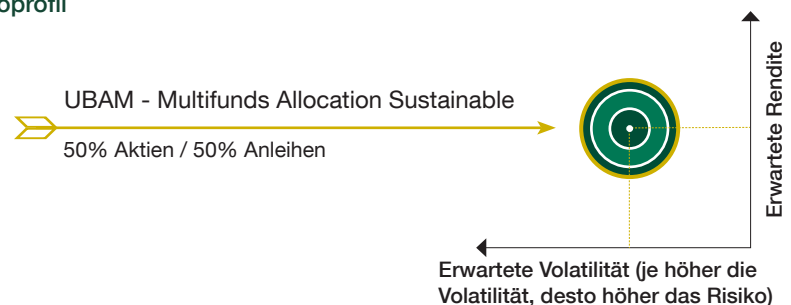 oprofil
UBAM - Multifunds Allocation Sustainable
50% Aktien / 50% Anleihen
Erwartete Rendite
Erwartete Volatilität (je höher die
Volatilität, desto höher das Risiko)